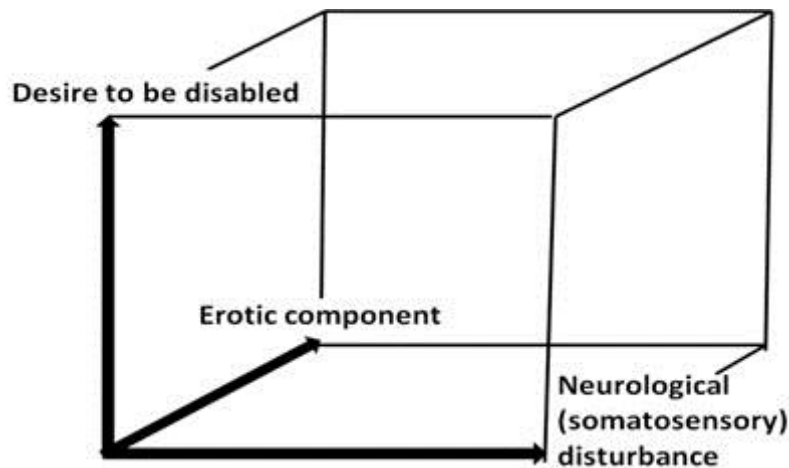 Desire to be disabled
Erotic component
Neurological
(somatosensory)
disturbance